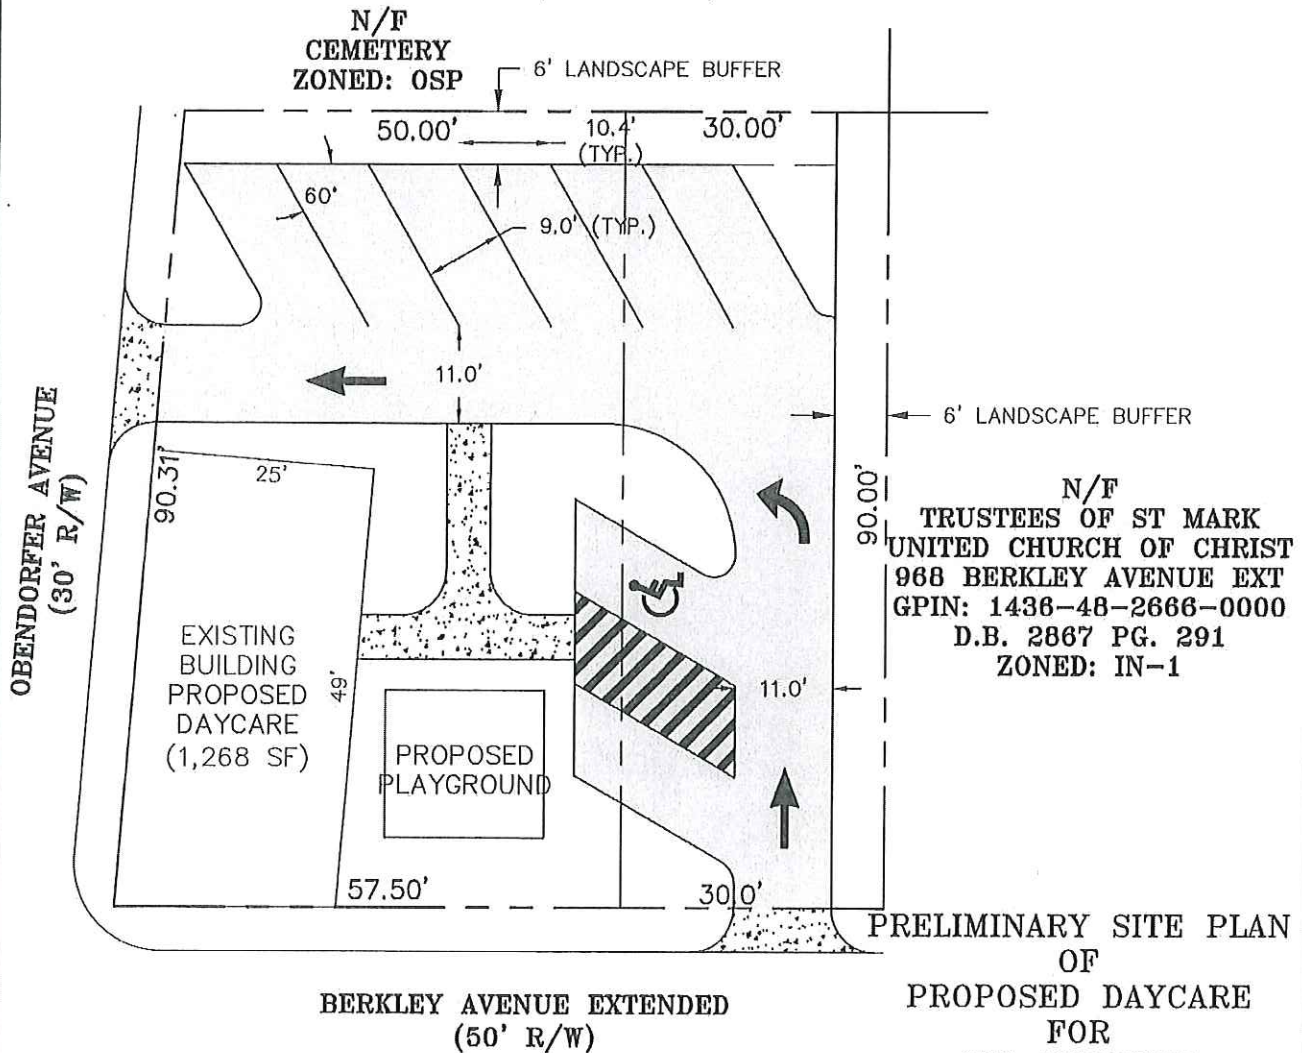 N/F
CEMETERY
ZONED: OSP
6' LANDSCAPE BUFFER
50.00'
10.4'
(TYP.)
30.00'
60'
9.0' (TYP.)
11.0'
6' LANDSCAPE BUFFER
OBENDORFER AVENUE
(30' R/W)
90.31'
25'
90.00'
N/F
TRUSTEES OF ST MARK
UNITED CHURCH OF CHRIST
968 BERKLEY AVENUE EXT
GPIN: 1436-48-2666-0000
D.B. 2867 PG. 291
ZONED: IN-1
EXISTING
BUILDING
PROPOSED
DAYCARE
(1,268 SF)
49'
11.0'
PROPOSED
PLAYGROUND
57.50'
30.0'
PRELIMINARY SITE PLAN
OF
PROPOSED DAYCARE
FOR
BERKLEY AVENUE EXTENDED
(50' R/W)